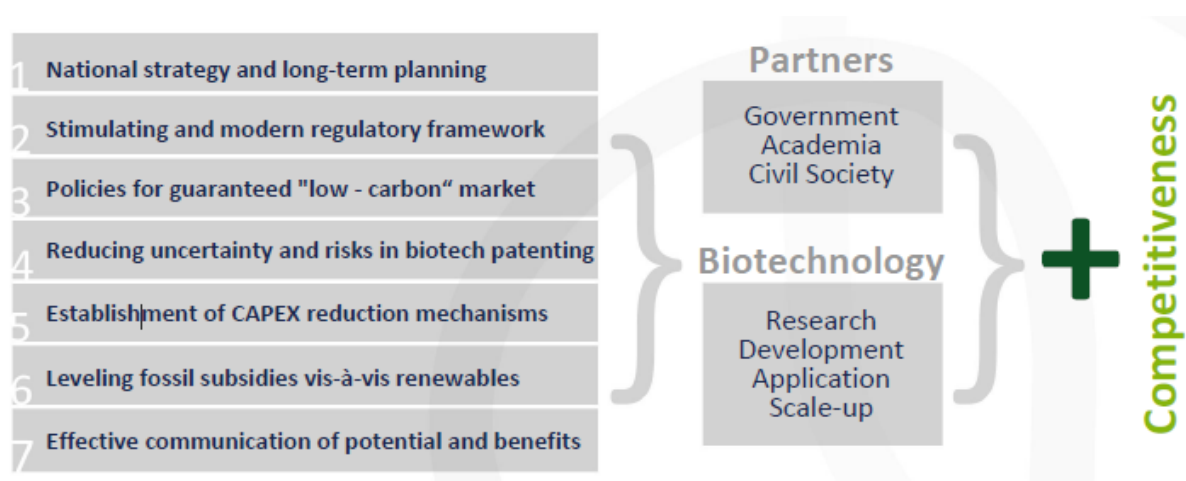 1 National strategy and long-term planning
2 Stimulating and modern regulatory framework
3 Policies for guaranteed "low - carbon“ market
4 Reducing uncertainty and risks in biotech patenting
5 Establishment of CAPEX reduction mechanisms
6 Leveling fossil subsidies vis-à-vis renewables
7 Effective communication of potential and benefits
Partners
Government
Academia
Civil Society
Biotechnology
Research
Development
Application
Scale-up
+
Competitiveness